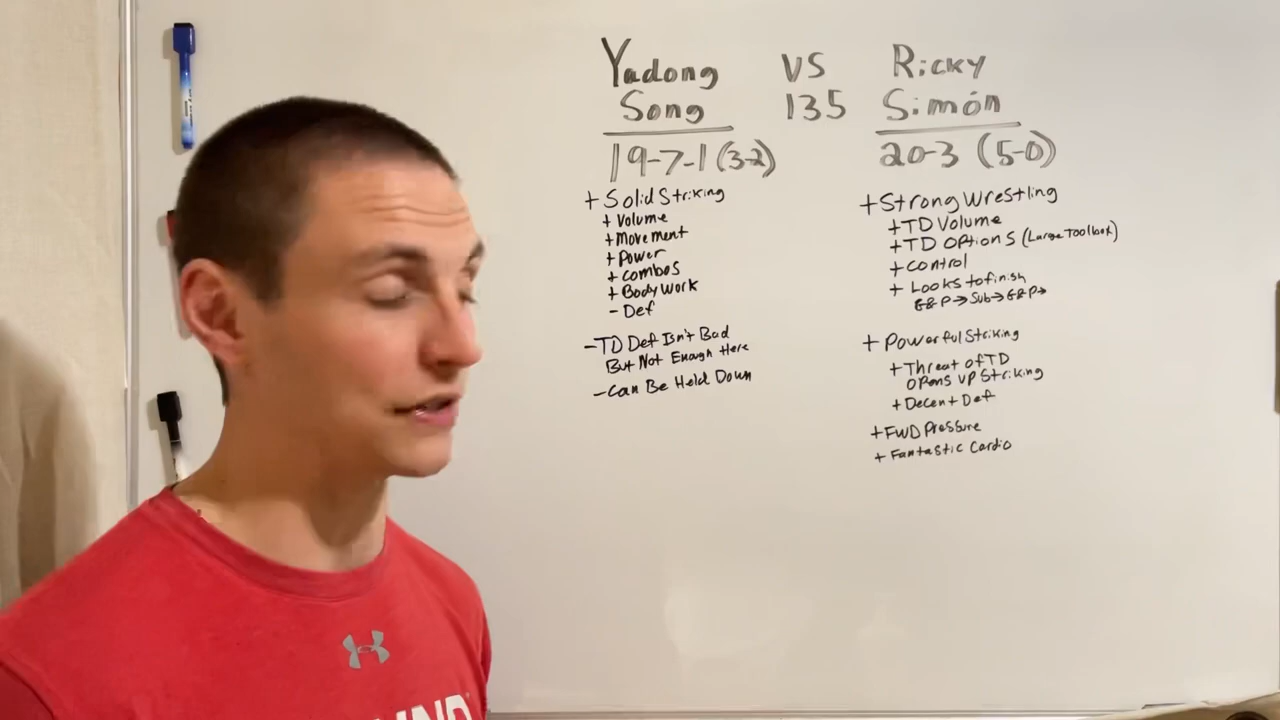 Yadong
Song
19-7-1 (3-2)
+ Solid Striking
+ Volume
+ Movement
+ Power
+ Combos
+ Body Work
- Def
- TD Def Isn't Bad
But Not Enough Here
- Can Be Held Down
VS
135
Ricky
Simón
20-3 (5-0)
+ Strong Wrestling
+ TD Volume
+ TD Options (Large Toolbox)
+ Control
+ Looks to finish
G&P→Sub→G&P→
+ Powerful Striking
+ Threat of TD
opens up Striking
+ Decent Def
+ FWD Pressure
+ Fantastic Cardio